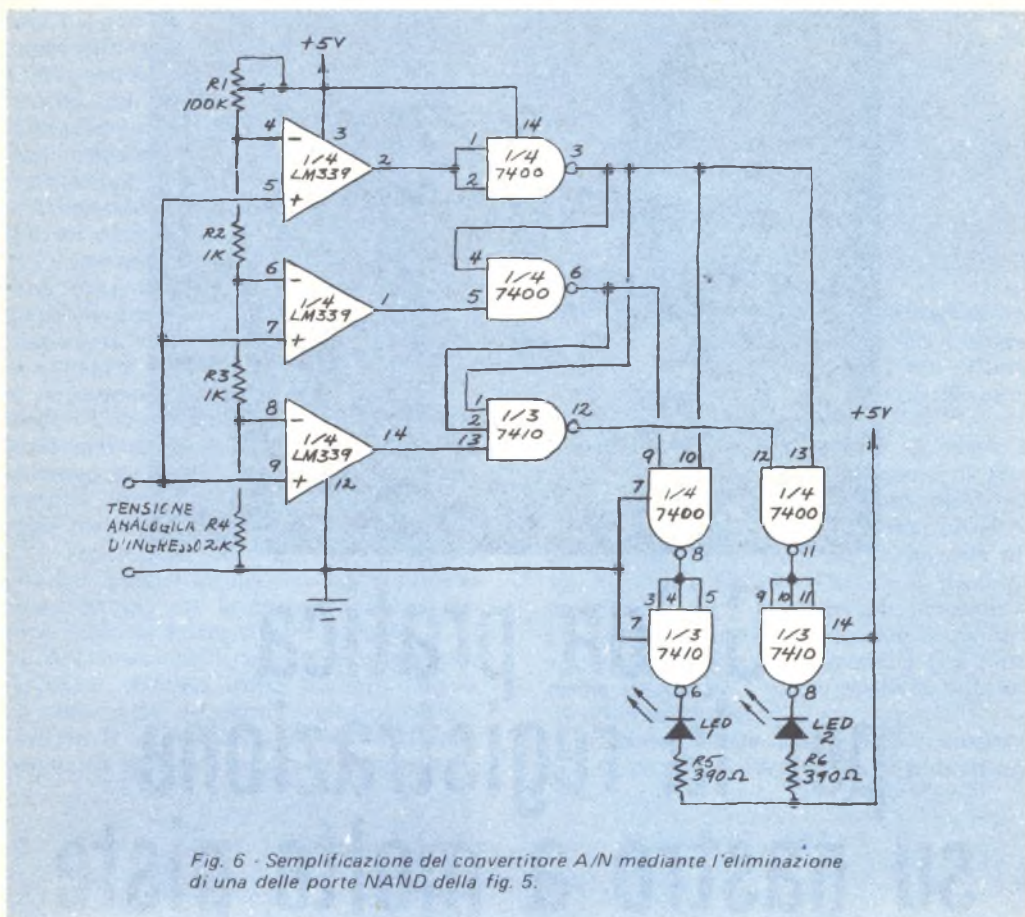 +5V
R1
100K
4
3
14
1
5
1/4
LM339
2
1
2
1/4
7400
3
R2
1K
6
1/4
LM339
1
4
5
1/4
7400
6
7
R3
1K
8
1/4
LM339
14
1
2
13
1/3
7410
12
+5V
9
12
9
10
12
13
7
1/4
7400
1/4
7400
TENSIONE
ANALOGICA R4
D'INGRESSO 2K
8
11
3
4
5
9
10
11
7
1/3
7410
1/3
7410
14
6
8
LED
1
LED
2
R5
390Ω
R6
390Ω
Fig. 6 - Semplificazione del convertitore A/N mediante l'eliminazione
di una delle porte NAND della fig. 5.